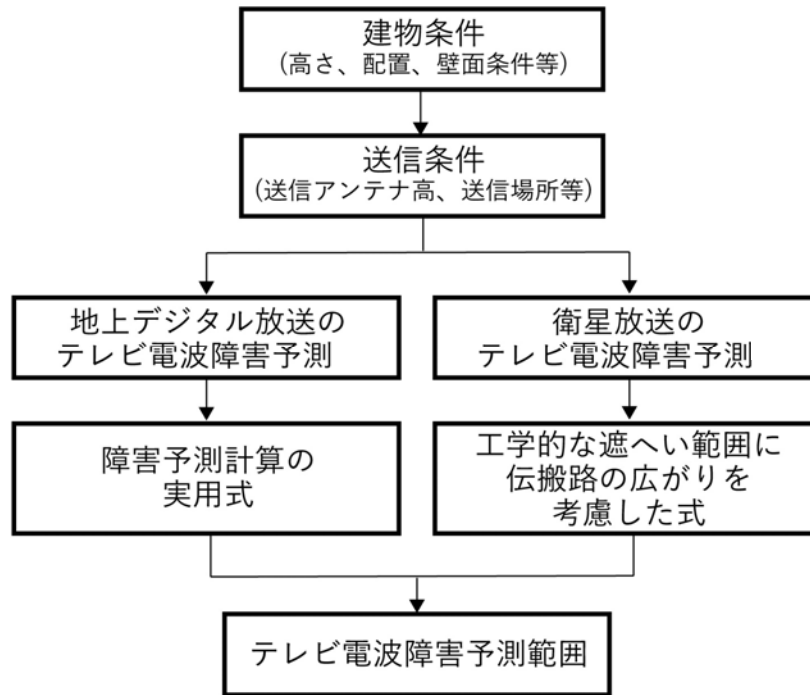 建物条件
(高さ、配置、壁面条件等)
送信条件
(送信アンテナ高、送信場所等)
地上デジタル放送の
テレビ電波障害予測
衛星放送の
テレビ電波障害予測
障害予測計算の
実用式
工学的な遮へい範囲に
伝搬路の広がりを
考慮した式
テレビ電波障害予測範囲